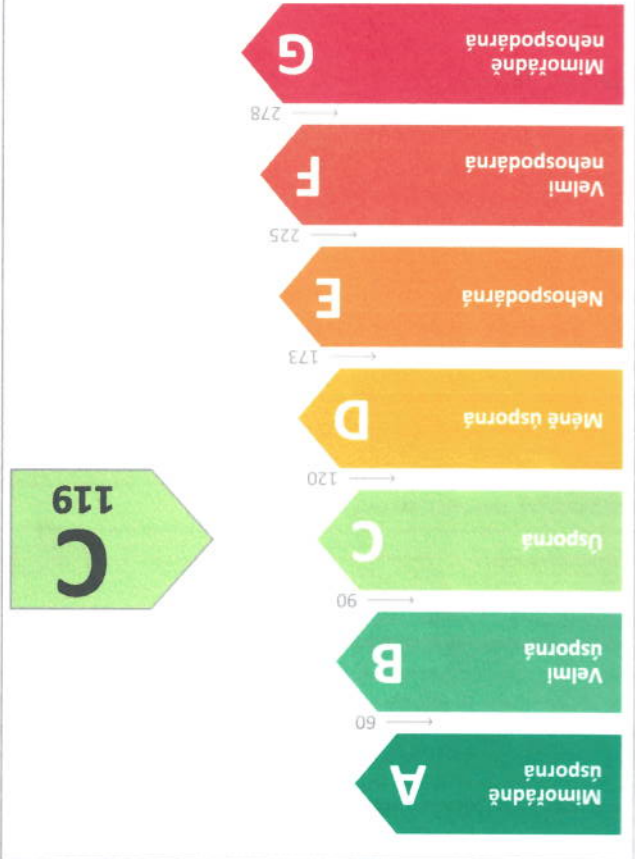 Mimořádně
úsporná
A
60
Velmi
úsporná
B
90
Úsporná
C
C
119
120
Méně úsporná
D
173
Nehospodárná
E
225
Velmi
nehospodárná
F
278
Mimořádně
nehospodárná
G